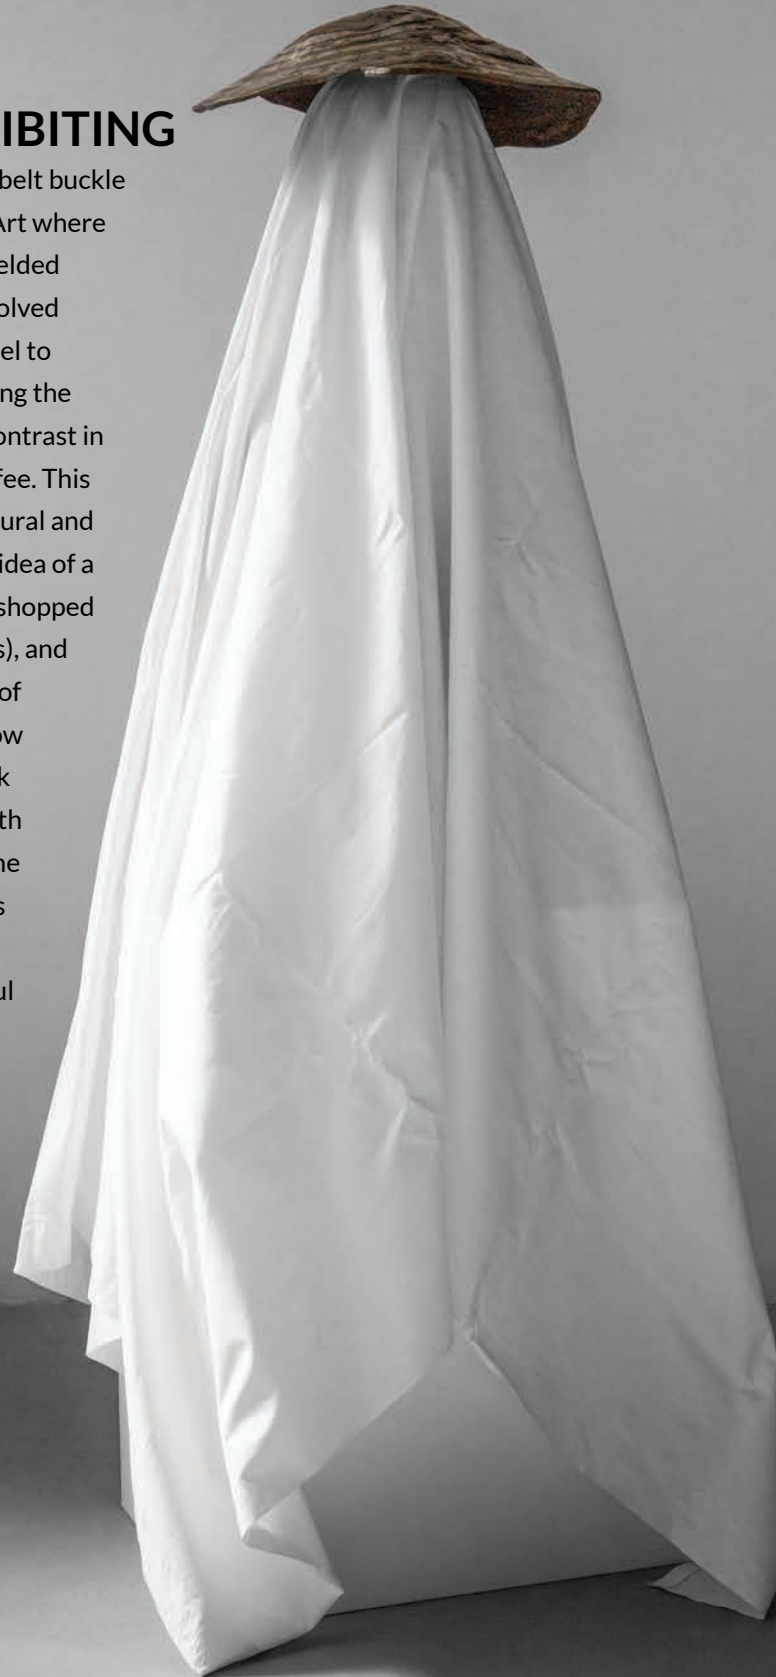 IBITING
belt buckle
Art where
elded
olved
el to
ng the
ontrast in
fee. This
ural and
idea of a
shopped
s), and
of
ow
k
th
ne
s
ul